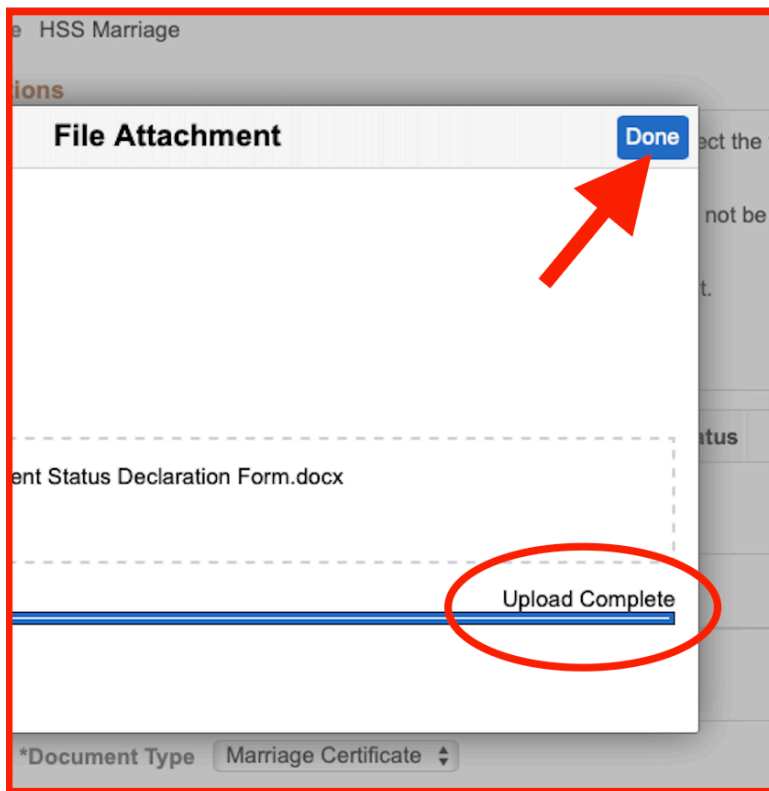 e HSS Marriage
tions
File Attachment
Done
ect the
not be
t.
atus
ent Status Declaration Form.docx
Upload Complete
*Document Type Marriage Certificate